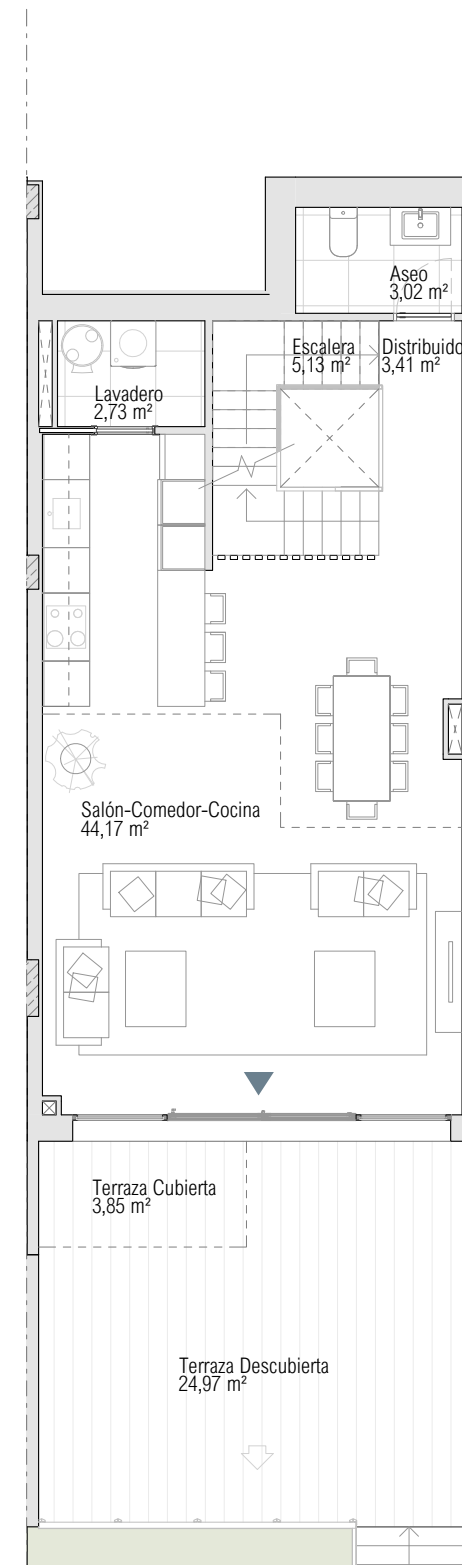 Aseo
3,02 m²
Escalera
5,13 m²
Distribuido
3,41 m²
Lavadero
2,73 m²
Salón-Comedor-Cocina
44,17 m²
Terraza Cubierta
3,85 m²
Terraza Descubierta
24,97 m²